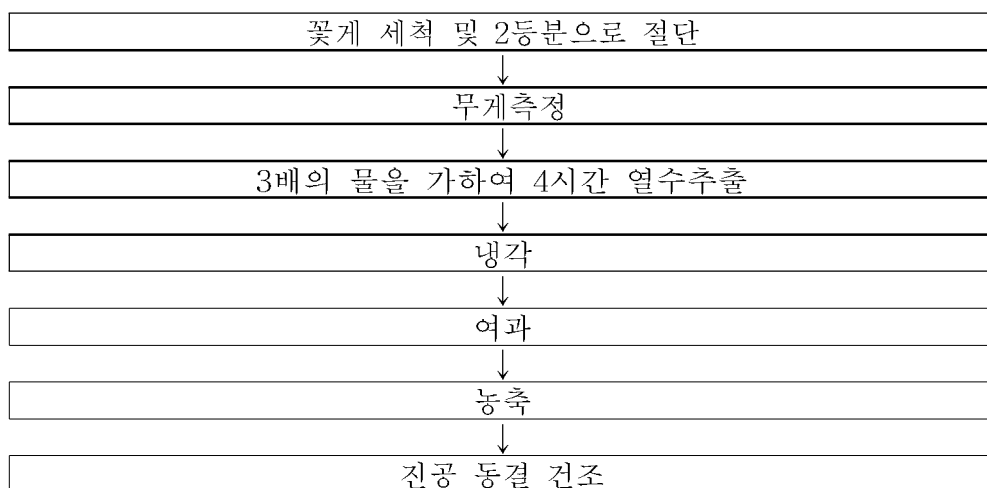 꽃게 세척 및 2등분으로 절단
↓
무게측정
↓
3배의 물을 가하여 4시간 열수추출
↓
냉각
↓
여과
↓
농축
↓
진공 동결 건조